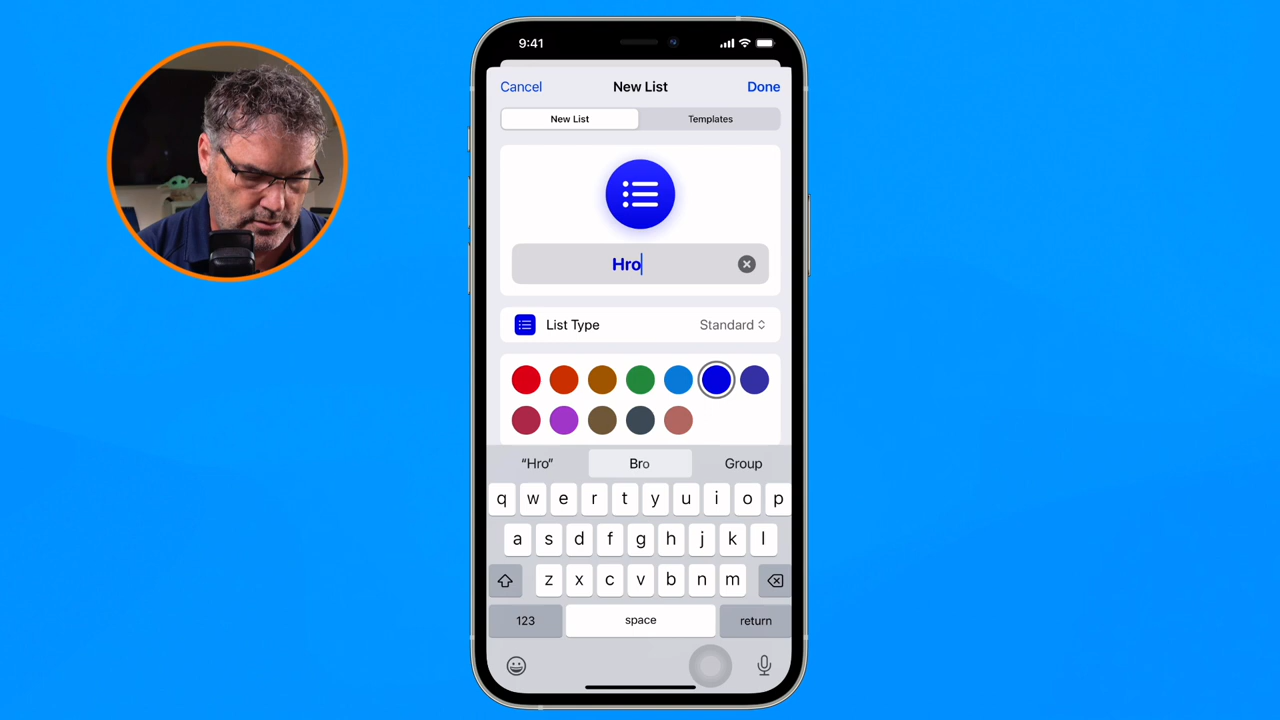 9:41
Cancel New List Done
New List Templates
Hro
List Type Standard
“Hro” Bro Group
q w e r t y u i o p
a s d f g h j k l
z x c v b n m
123 space return